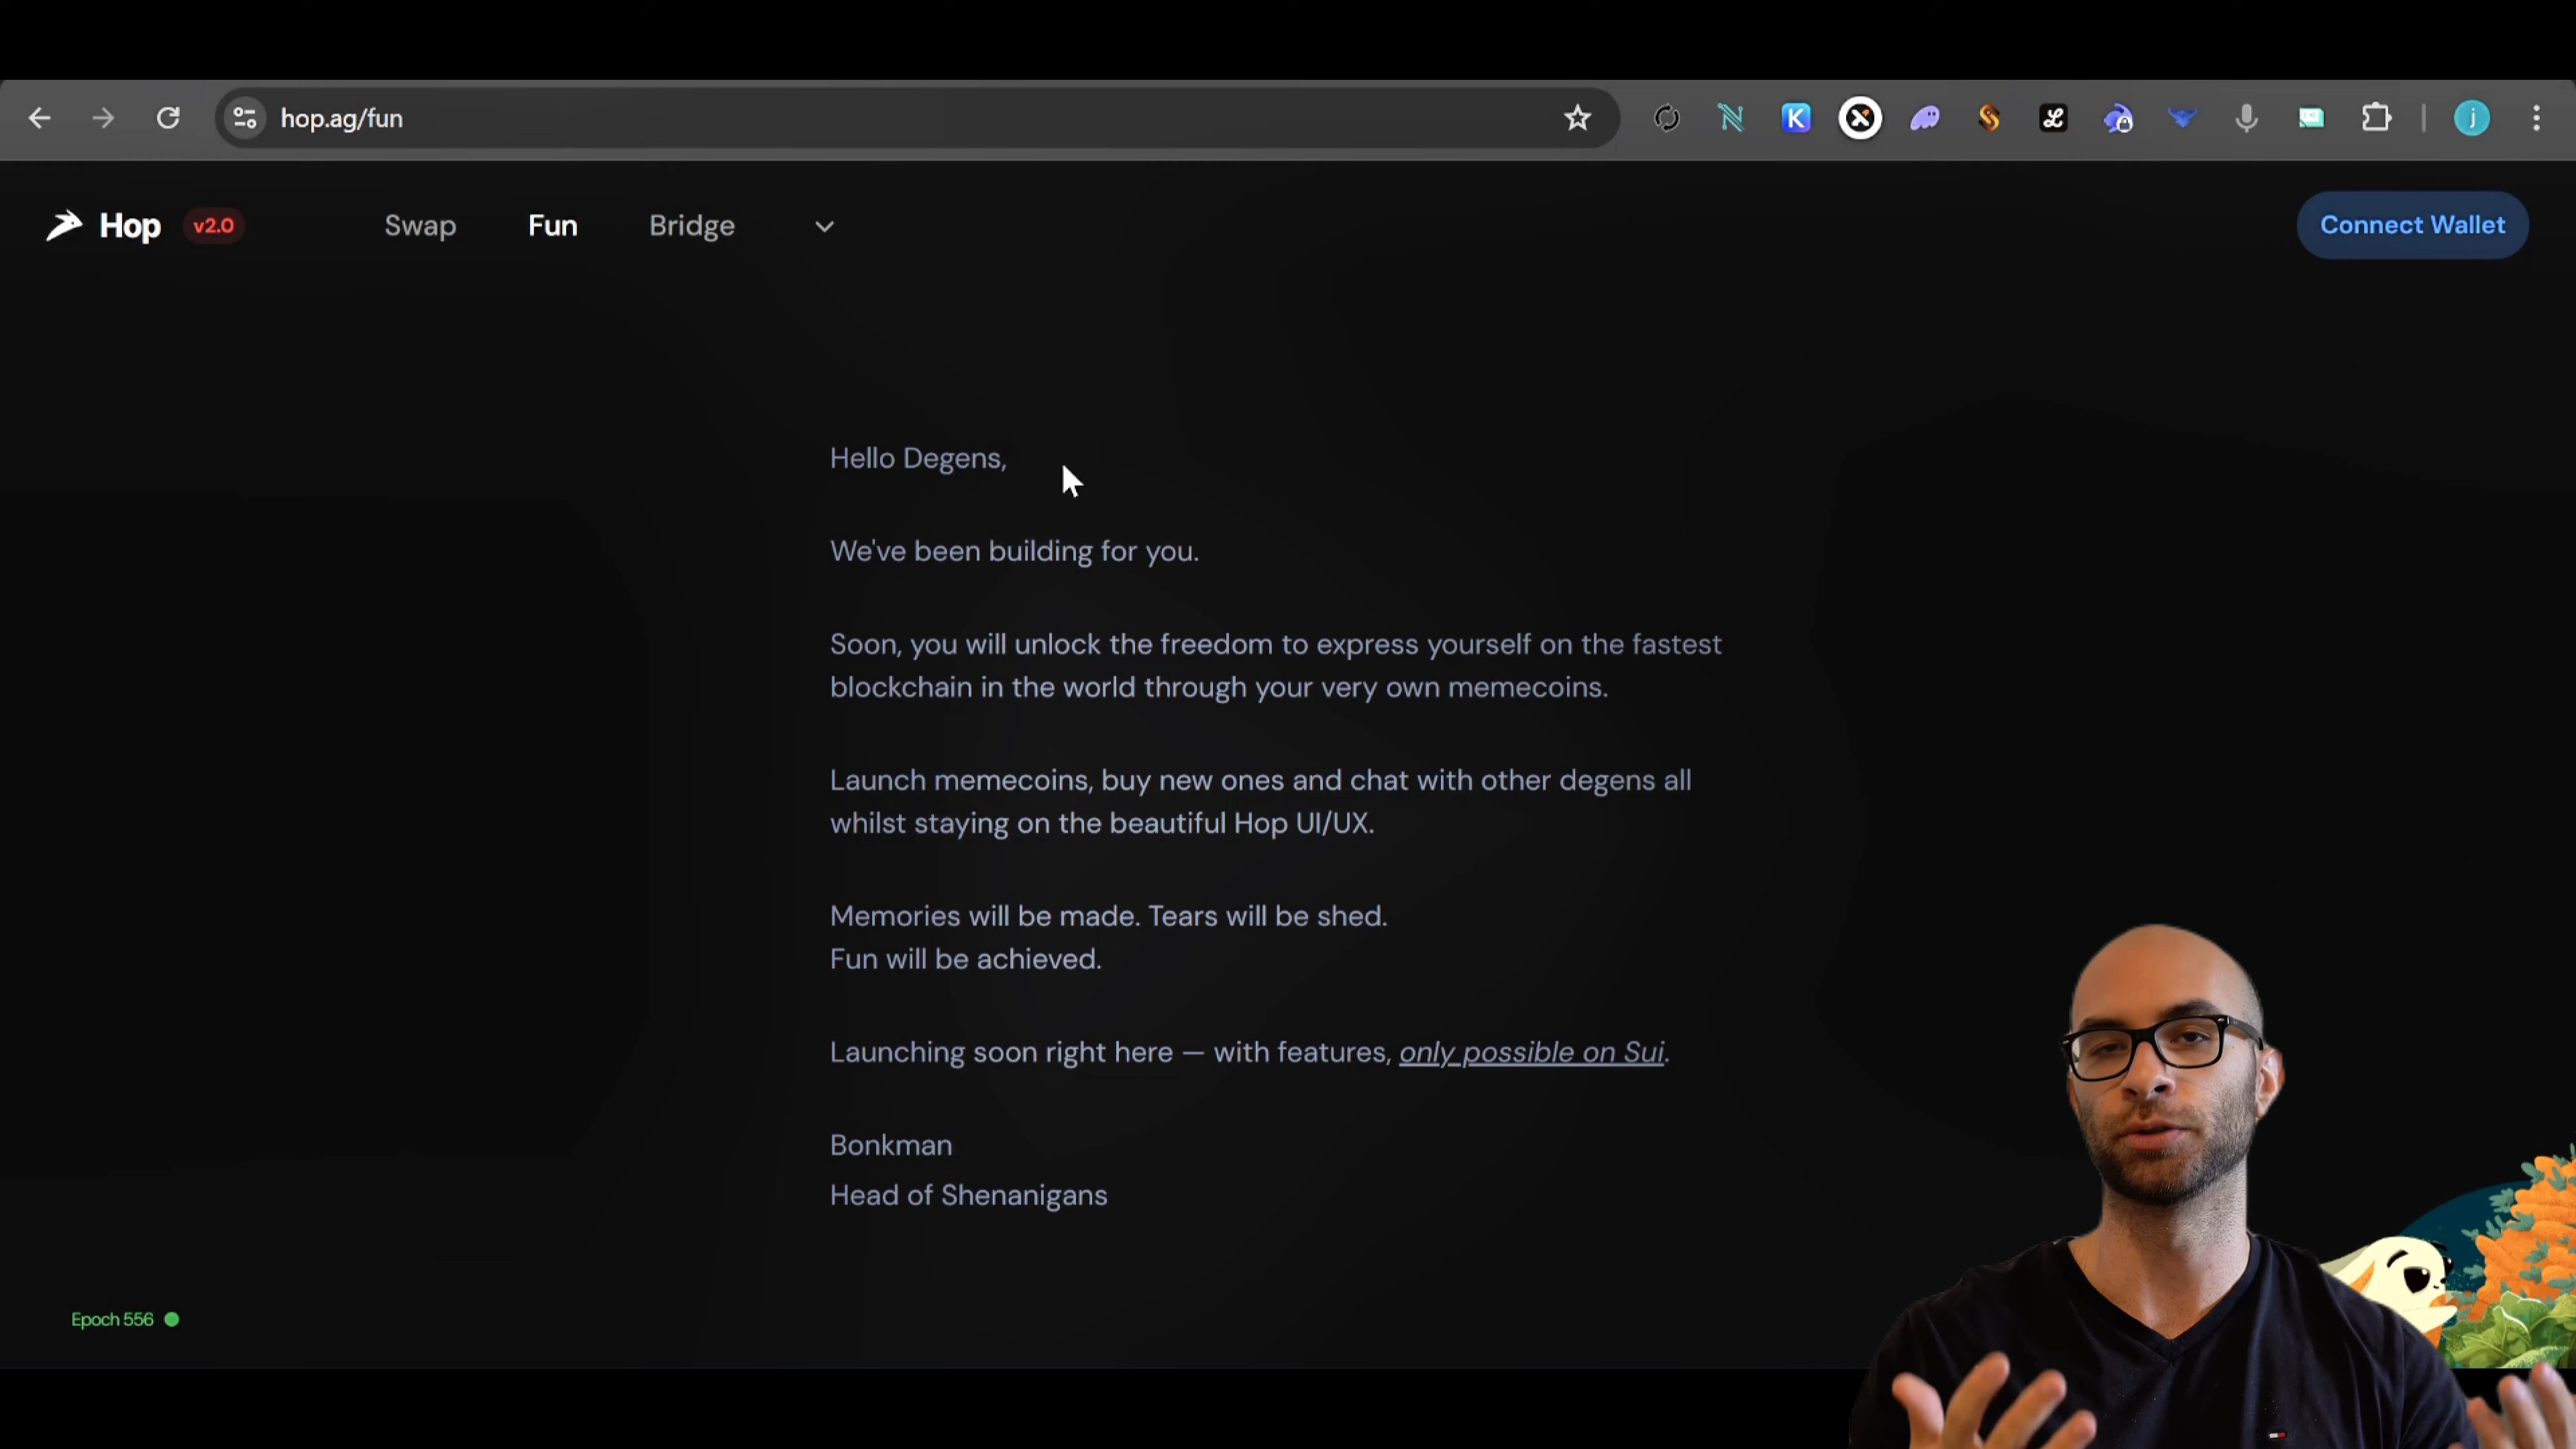 hop.ag/fun
j
Hop v2.0 Swap Fun Bridge Connect Wallet
Hello Degens,
We've been building for you.
Soon, you will unlock the freedom to express yourself on the fastest
blockchain in the world through your very own memecoins.
Launch memecoins, buy new ones and chat with other degens all
whilst staying on the beautiful Hop UI/UX.
Memories will be made. Tears will be shed.
Fun will be achieved.
Launching soon right here — with features, only possible on Sui.
Bonkman
Head of Shenanigans
Epoch 556